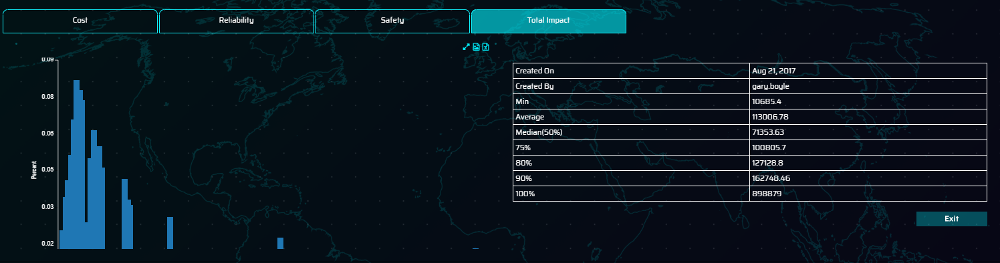 Cost Reliability Safety Total Impact
0.09
0.08
0.06
0.05
0.03
0.02
Percent
Created On Aug 21, 2017
Created By gary.boyle
Min 10685.4
Average 113006.78
Median(50%) 71353.63
75% 100805.7
80% 127128.8
90% 162748.46
100% 898879
Exit